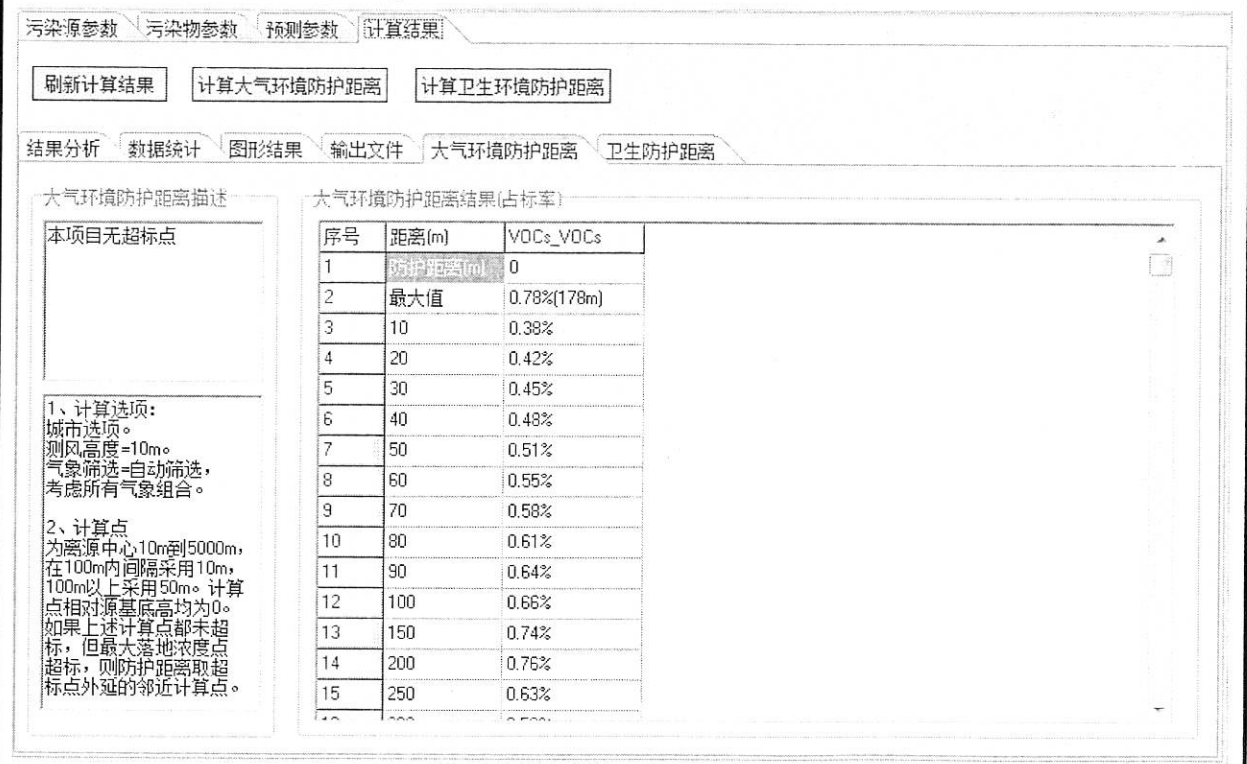 污染源参数 污染物参数 预测参数 计算结果
刷新计算结果 计算大气环境防护距离 计算卫生环境防护距离
结果分析 数据统计 图形结果 输出文件 大气环境防护距离 卫生防护距离
大气环境防护距离描述
本项目无超标点
1、计算选项:
城市选项。
测风高度=10m。
气象筛选=自动筛选,
考虑所有气象组合。
2、计算点
为离源中心10m到5000m,
在100m内间隔采用10m,
100m以上采用50m。计算
点相对源基底高均为0。
如果上述计算点都未超
标,但最大落地浓度点
超标,则防护距离取超
标点外延的邻近计算点。
大气环境防护距离结果(占标率)
序号 距离(m) VOCs_VOCs
1 防护距离(m) 0
2 最大值 0.78%(178m)
3 10 0.38%
4 20 0.42%
5 30 0.45%
6 40 0.48%
7 50 0.51%
8 60 0.55%
9 70 0.58%
10 80 0.61%
11 90 0.64%
12 100 0.66%
13 150 0.74%
14 200 0.76%
15 250 0.63%